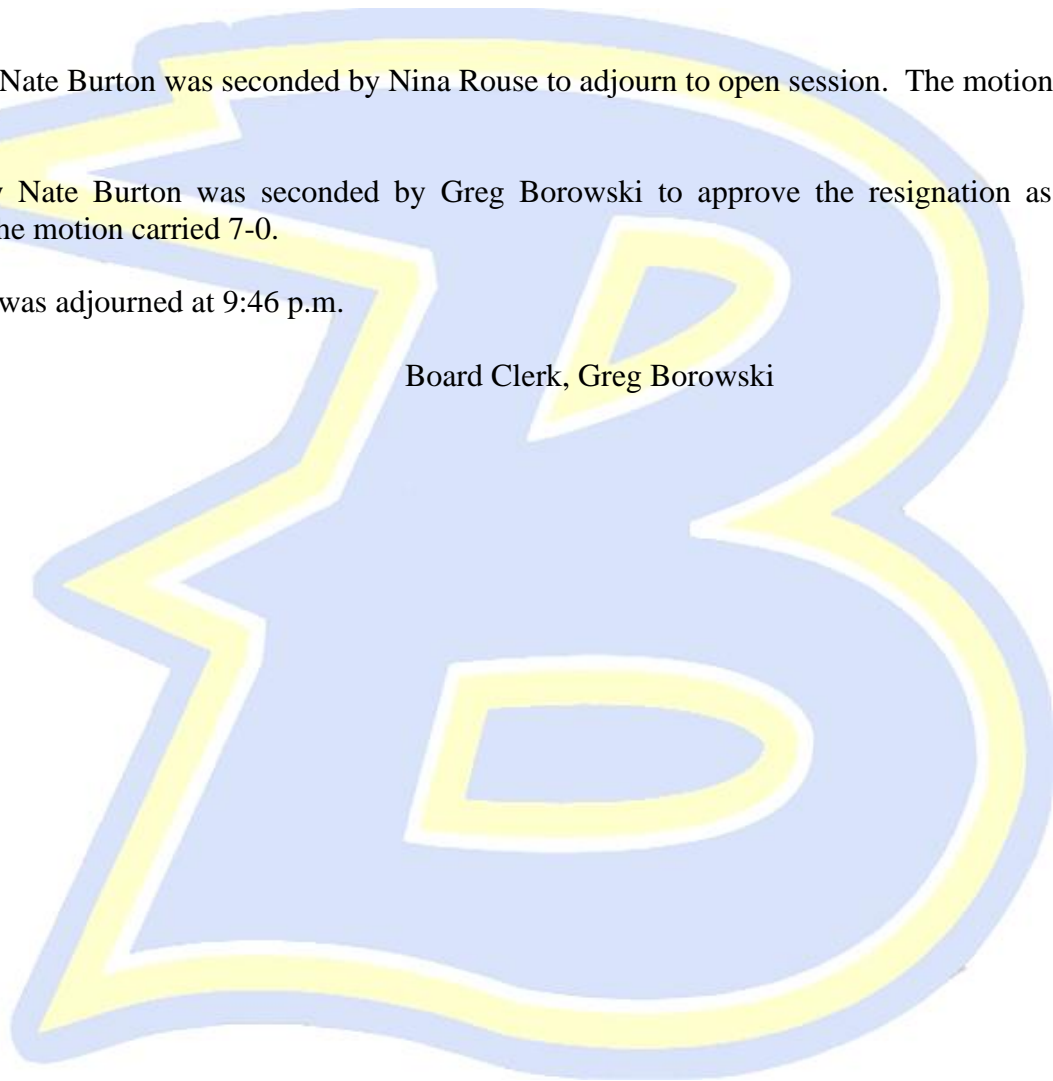 Nate Burton was seconded by Nina Rouse to adjourn to open session. The motion
Nate Burton was seconded by Greg Borowski to approve the resignation as
he motion carried 7-0.
was adjourned at 9:46 p.m.
Board Clerk, Greg Borowski
B